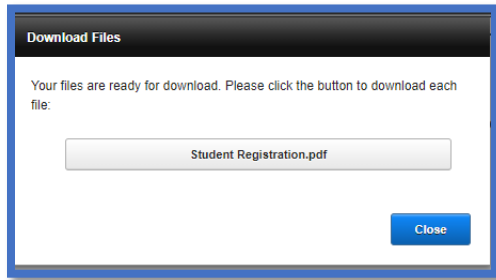 Download Files
Your files are ready for download. Please click the button to download each
file:
Student Registration.pdf
Close